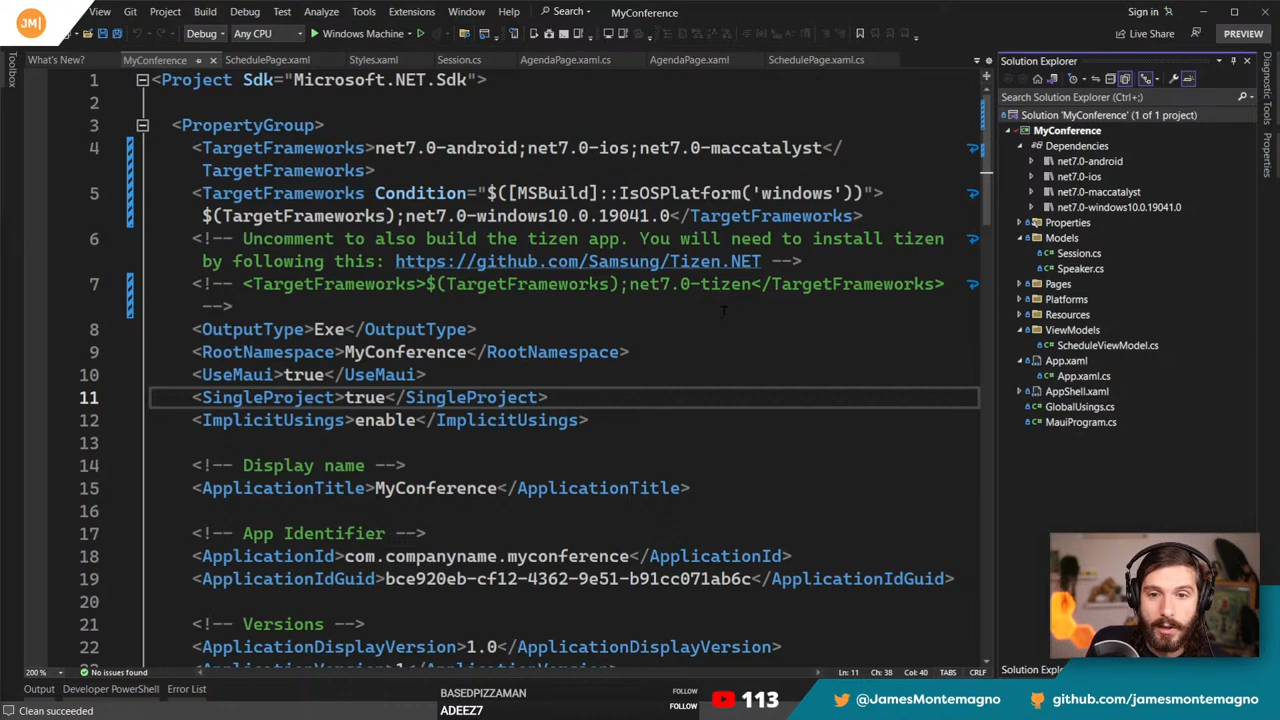 JM|
View
Git
Project
Build
Debug
Test
Analyze
Tools
Extensions
Window
Help
Search
MyConference
Sign in
Debug
Any CPU
Windows Machine
Live Share
PREVIEW
Toolbox
What's New?
MyConference
SchedulePage.xaml
Styles.xaml
Session.cs
AgendaPage.xaml.cs
AgendaPage.xaml
SchedulePage.xaml.cs
1 <Project Sdk="Microsoft.NET.Sdk">
2
3 <PropertyGroup>
4 <TargetFrameworks>net7.0-android;net7.0-ios;net7.0-maccatalyst</
TargetFrameworks>
5 <TargetFrameworks Condition="$([MSBuild]::IsOSPlatform('windows'))">
$(TargetFrameworks);net7.0-windows10.0.19041.0</TargetFrameworks>
6 <!-- Uncomment to also build the tizen app. You will need to install tizen
by following this: https://github.com/Samsung/Tizen.NET -->
7 <!-- <TargetFrameworks>$(TargetFrameworks);net7.0-tizen</TargetFrameworks>
-->
8 <OutputType>Exe</OutputType>
9 <RootNamespace>MyConference</RootNamespace>
10 <UseMaui>true</UseMaui>
11 <SingleProject>true</SingleProject>
12 <ImplicitUsings>enable</ImplicitUsings>
13
14 <!-- Display name -->
15 <ApplicationTitle>MyConference</ApplicationTitle>
16
17 <!-- App Identifier -->
18 <ApplicationId>com.companyname.myconference</ApplicationId>
19 <ApplicationIdGuid>bce920eb-cf12-4362-9e51-b91cc071ab6c</ApplicationIdGuid>
20
21 <!-- Versions -->
22 <ApplicationDisplayVersion>1.0</ApplicationDisplayVersion>
200 %
No issues found
Ln: 11
Ch: 38
Col: 40
TABS
CRLF
Solution Explorer
Search Solution Explorer (Ctrl+;)
Solution 'MyConference' (1 of 1 project)
MyConference
Dependencies
net7.0-android
net7.0-ios
net7.0-maccatalyst
net7.0-windows10.0.19041.0
Properties
Models
Session.cs
Speaker.cs
Pages
Platforms
Resources
ViewModels
ScheduleViewModel.cs
App.xaml
App.xaml.cs
AppShell.xaml
GlobalUsings.cs
MauiProgram.cs
Diagnostic Tools
Output
Developer PowerShell
Error List
Clean succeeded
BASEDPIZZAMAN
FOLLOW
ADEEZ7
FOLLOW
113
@JamesMontemagno
github.com/jamesmontemagno